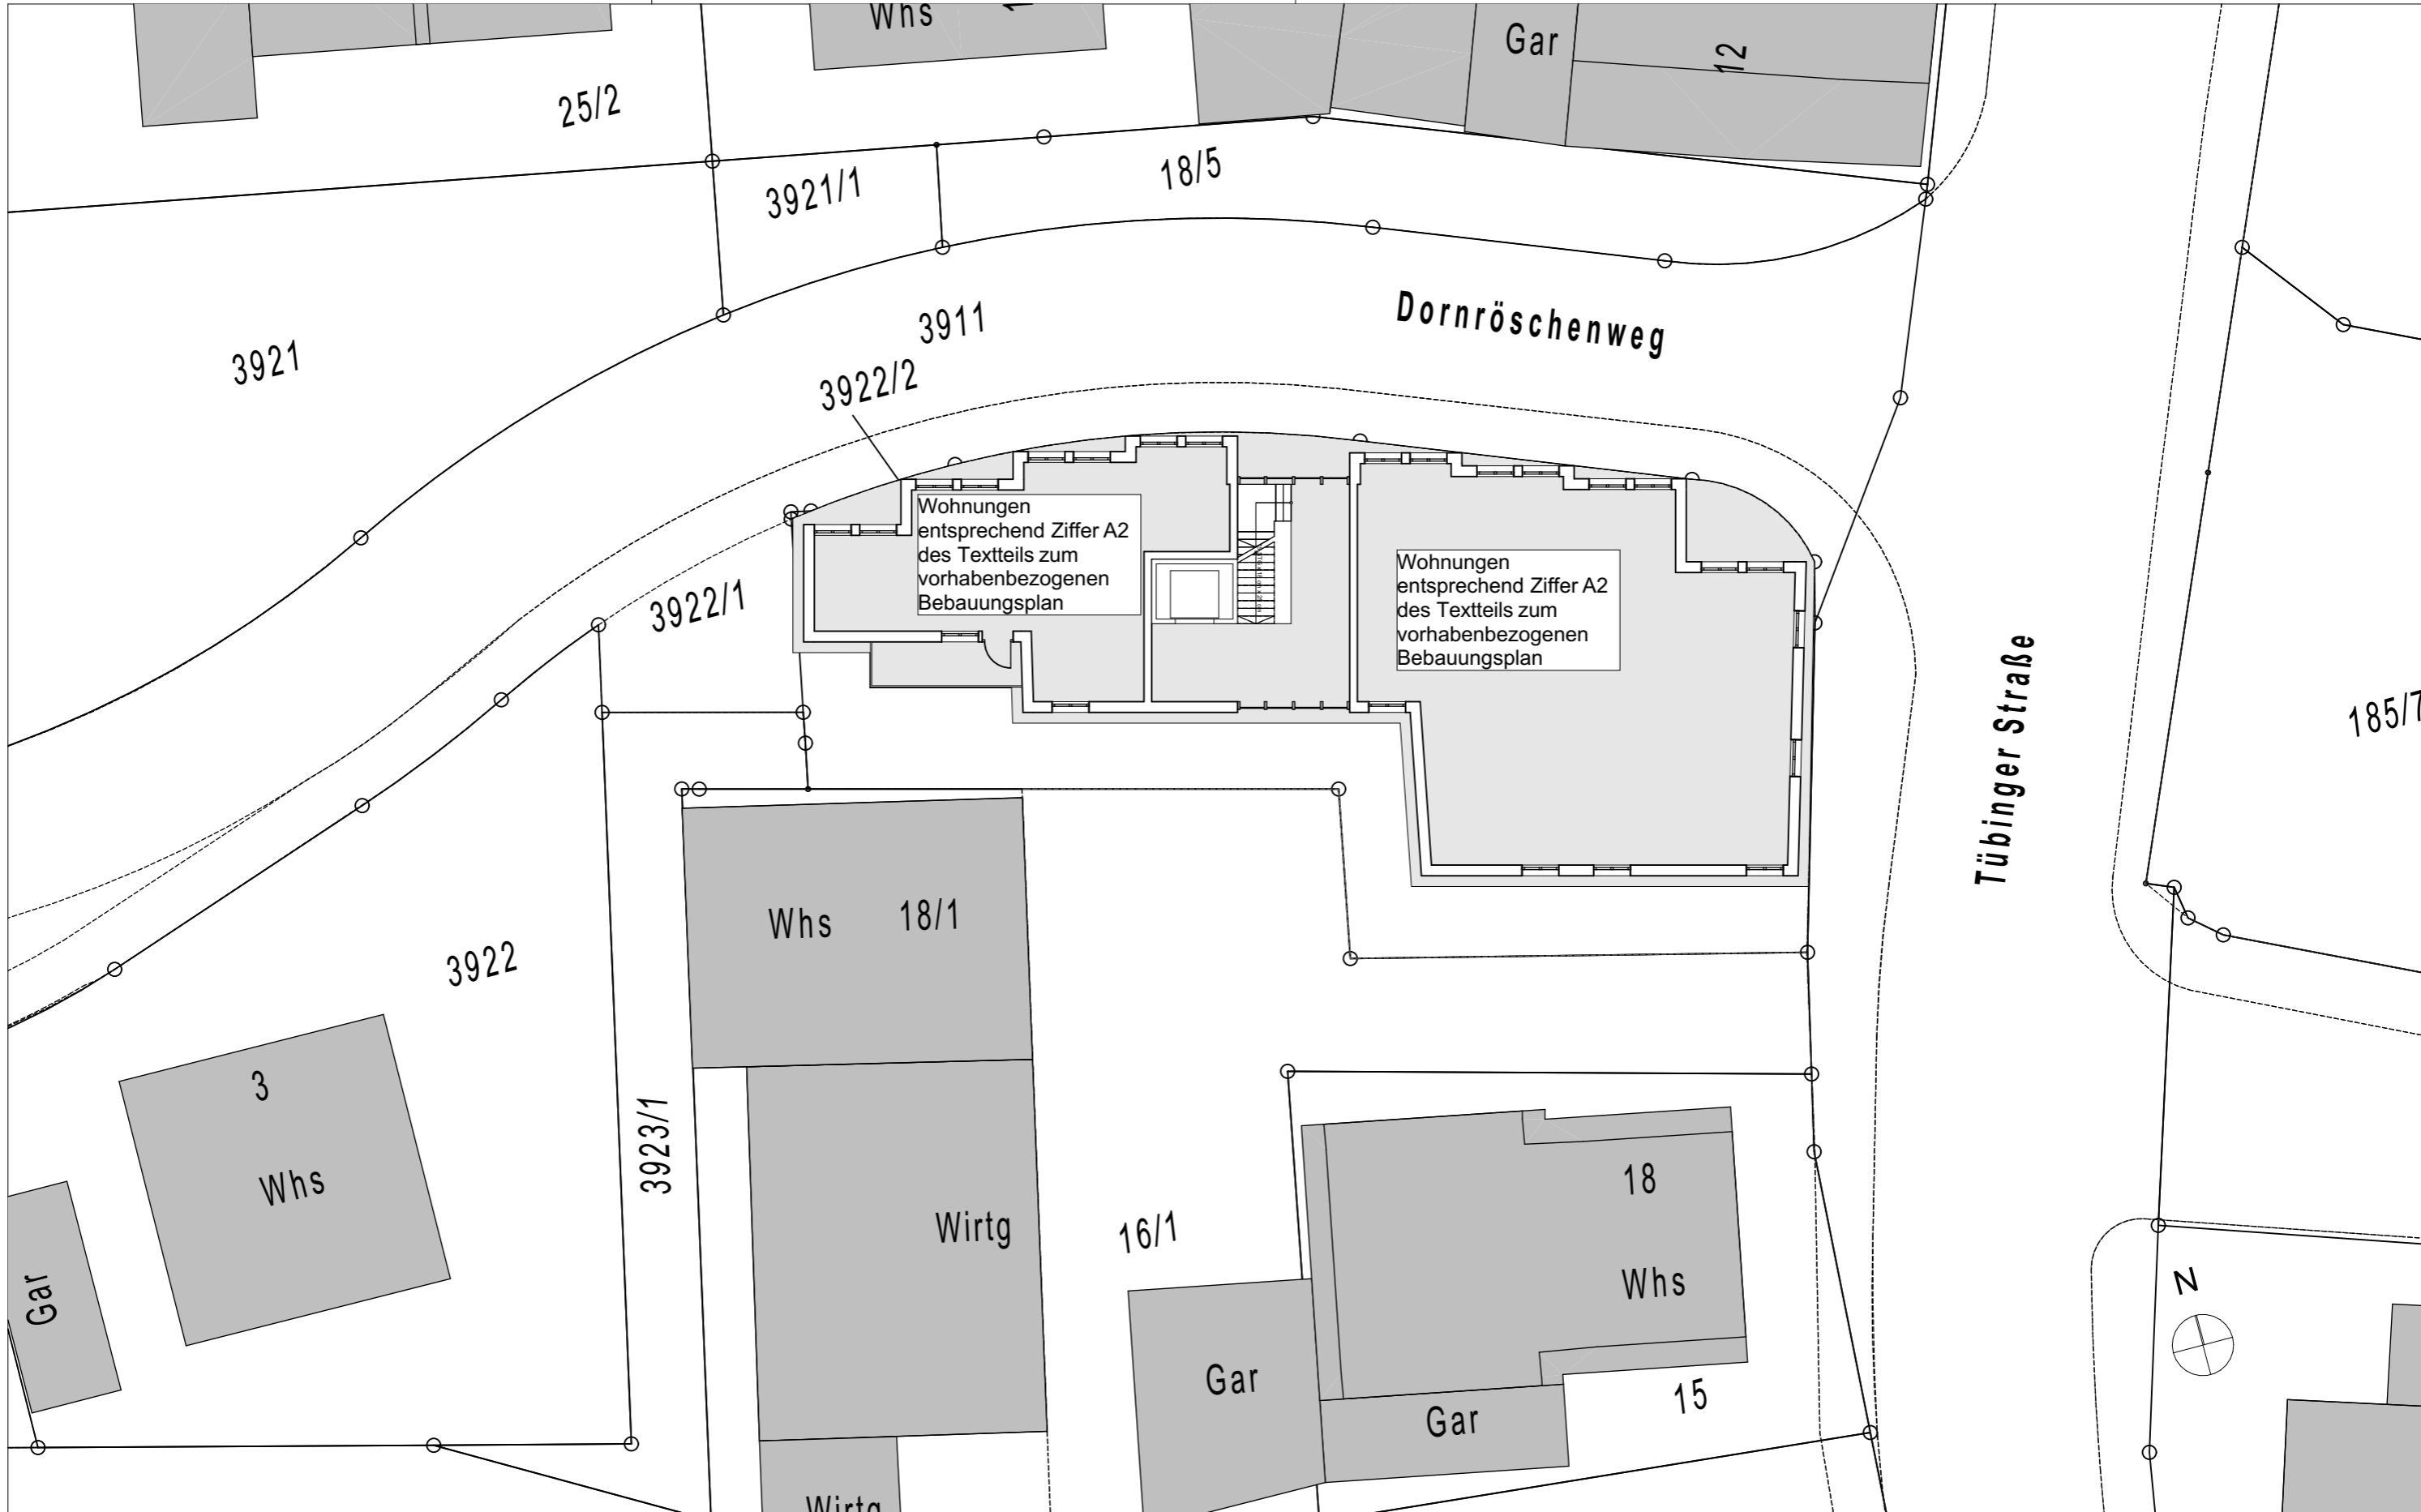 Whs
Gar
12
25/2
3921/1
18/5
3911
Dornröschenweg
3921
3922/2
Wohnungen
entsprechend Ziffer A2
des Textteils zum
vorhabenbezogenen
Bebauungsplan
Wohnungen
entsprechend Ziffer A2
des Textteils zum
vorhabenbezogenen
Bebauungsplan
3922/1
Tübinger Straße
185/7
Whs
18/1
3922
3
Whs
3923/1
Gar
Wirtg
16/1
18
Whs
N
Gar
Gar
15
Wirtg